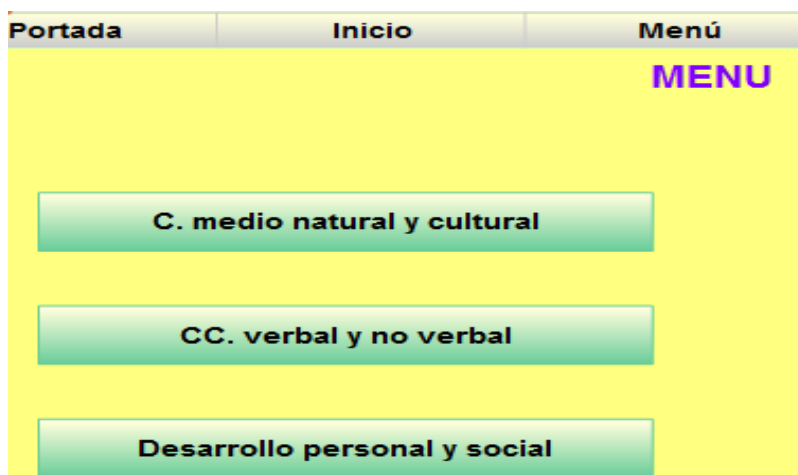 Portada Inicio Menú
MENU
C. medio natural y cultural
CC. verbal y no verbal
Desarrollo personal y social